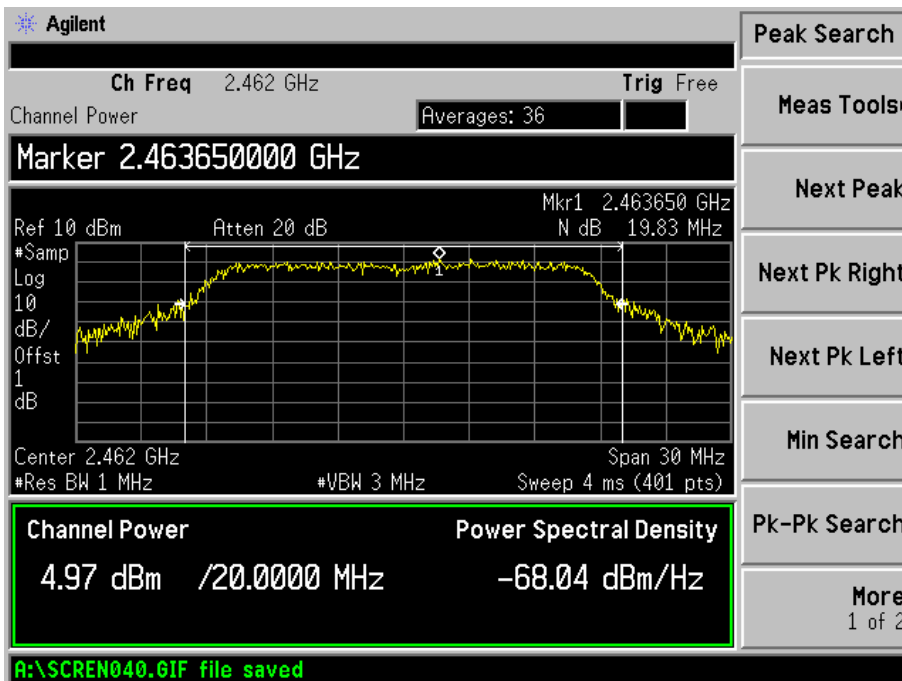 Agilent
Peak Search
Ch Freq 2.462 GHz Trig Free
Channel Power Averages: 36
Marker 2.463650000 GHz
Mkr1 2.463650 GHz
Ref 10 dBm Atten 20 dB N dB 19.83 MHz
#Samp
Log
10
dB/
Offst
1
dB
1
Center 2.462 GHz Span 30 MHz
#Res BW 1 MHz #VBW 3 MHz Sweep 4 ms (401 pts)
Channel Power Power Spectral Density
4.97 dBm /20.0000 MHz -68.04 dBm/Hz
A:\SCREN040.GIF file saved
Meas Tools
Next Peak
Next Pk Right
Next Pk Left
Min Search
Pk-Pk Search
More
1 of 2